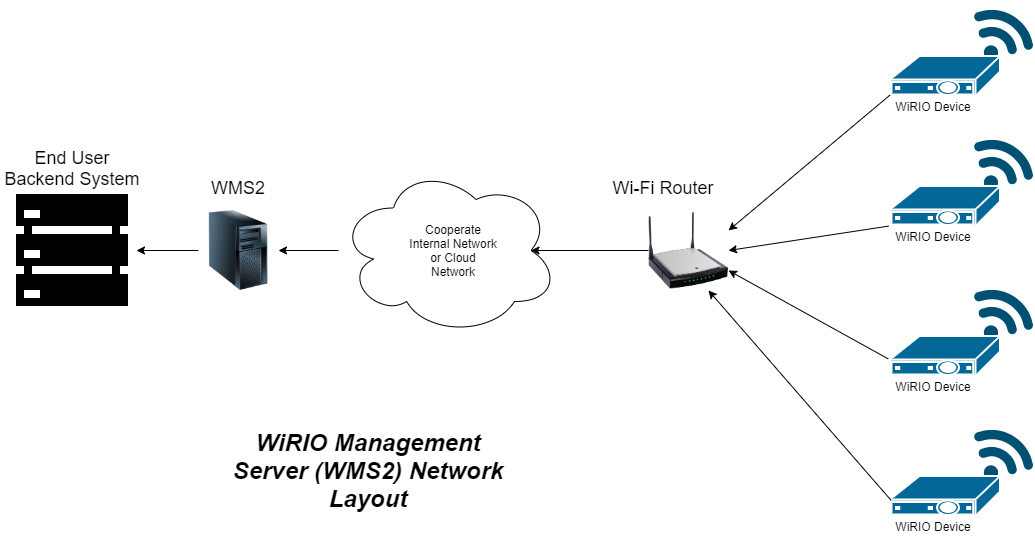 End User
Backend System
WMS2
Cooperate
Internal Network
or Cloud
Network
Wi-Fi Router
WiRIO Device
WiRIO Device
WiRIO Device
WiRIO Device
WiRIO Management
Server (WMS2) Network
Layout